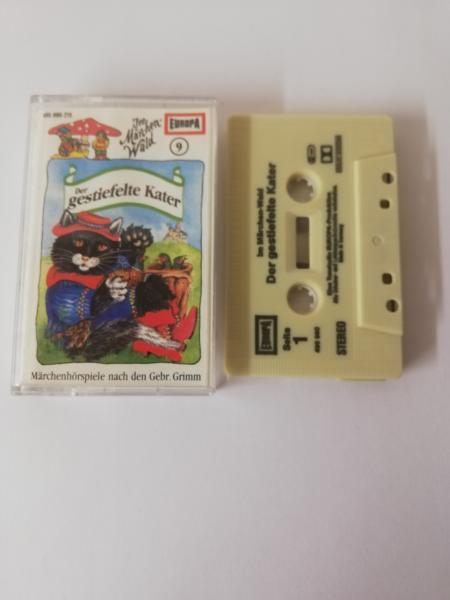 Im
Märchen-
Wald
EUROPA
9
Der
gestiefelte Kater
Märchenhörspiele nach den Gebr. Grimm
Im Märchen-Wald
Der gestiefelte Kater
EUROPA
Seite
1
STEREO